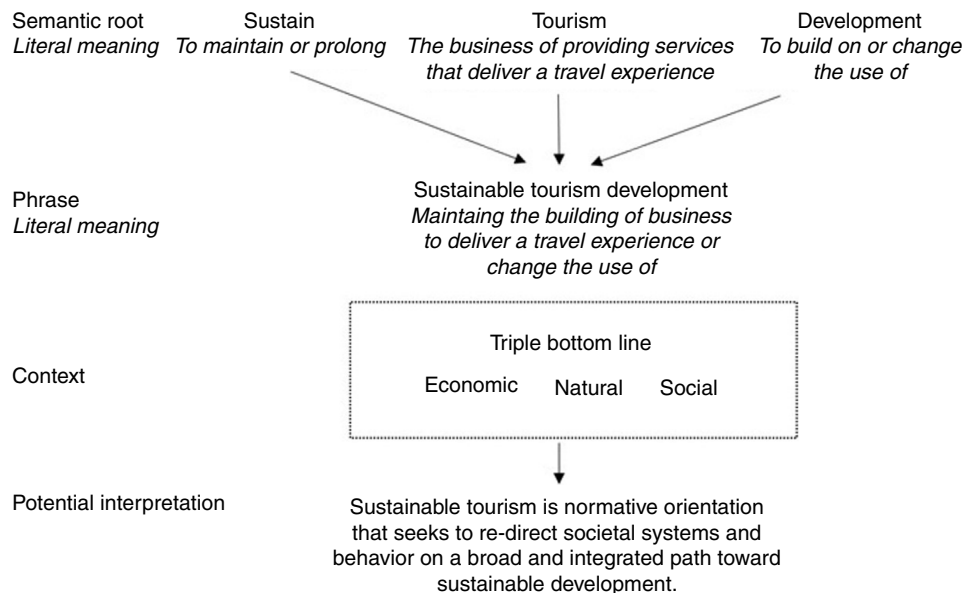 Semantic root Sustain Tourism Development
Literal meaning To maintain or prolong The business of providing services To build on or change
that deliver a travel experience the use of
Phrase Sustainable tourism development
Literal meaning Maintaing the building of business
to deliver a travel experience or
change the use of
Triple bottom line
Context Economic Natural Social
Potential interpretation Sustainable tourism is normative orientation
that seeks to re-direct societal systems and
behavior on a broad and integrated path toward
sustainable development.